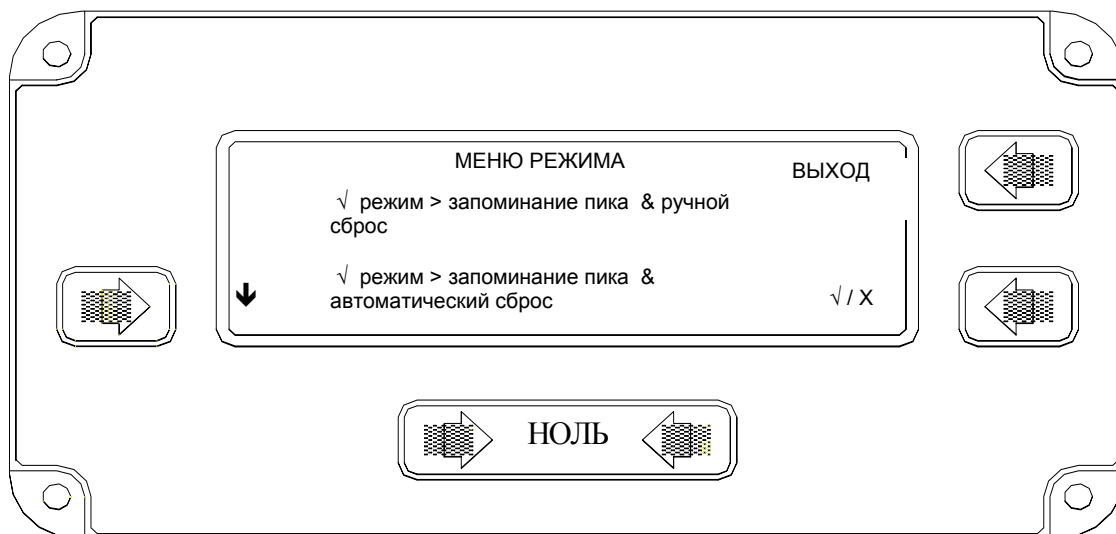 МЕНЮ РЕЖИМА
ВЫХОД
√ режим > запоминание пика & ручной
сброс
√ режим > запоминание пика &
автоматический сброс
√ / X
НОЛЬ